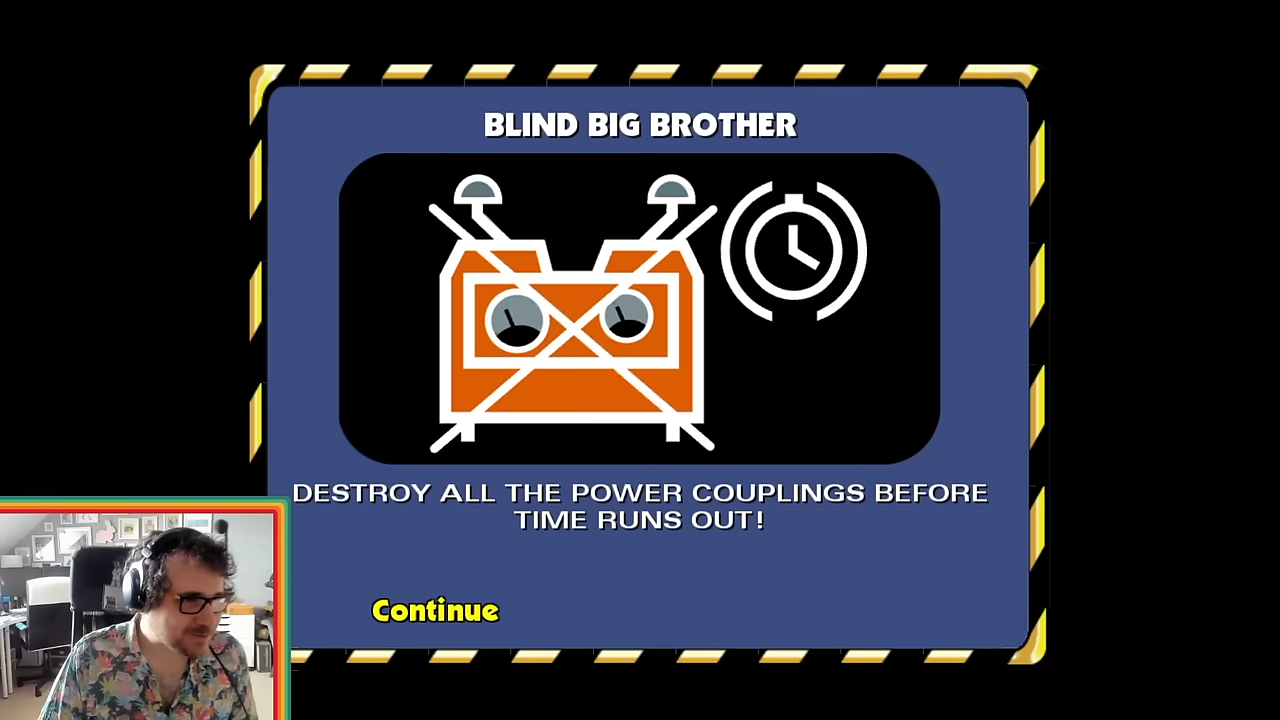 BLIND BIG BROTHER
DESTROY ALL THE POWER COUPLINGS BEFORE
TIME RUNS OUT!
Continue